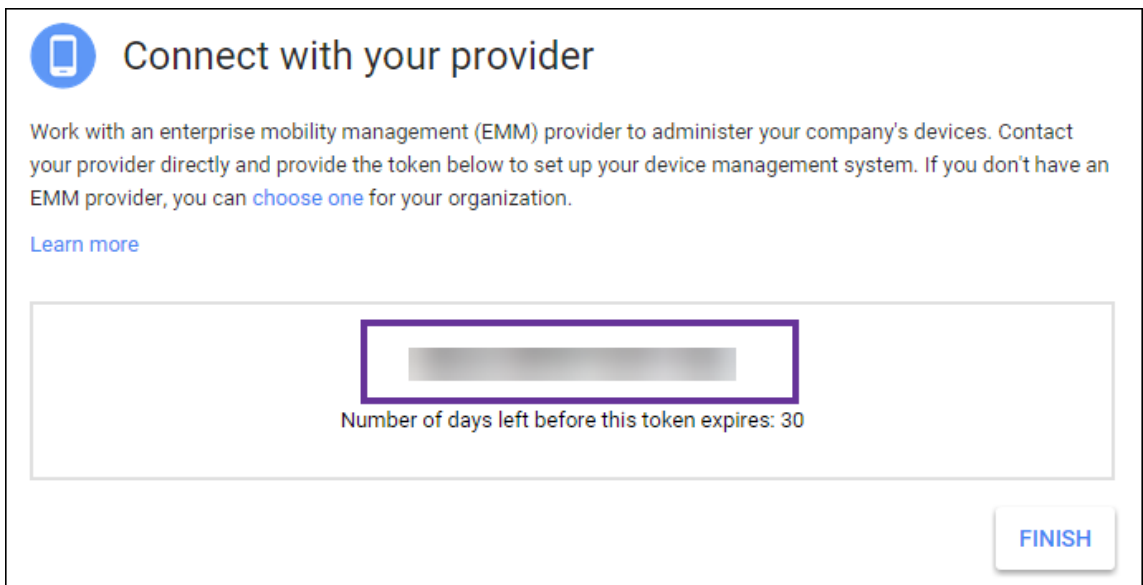 Connect with your provider
Work with an enterprise mobility management (EMM) provider to administer your company's devices. Contact
your provider directly and provide the token below to set up your device management system. If you don't have an
EMM provider, you can choose one for your organization.
Learn more
Number of days left before this token expires: 30
FINISH